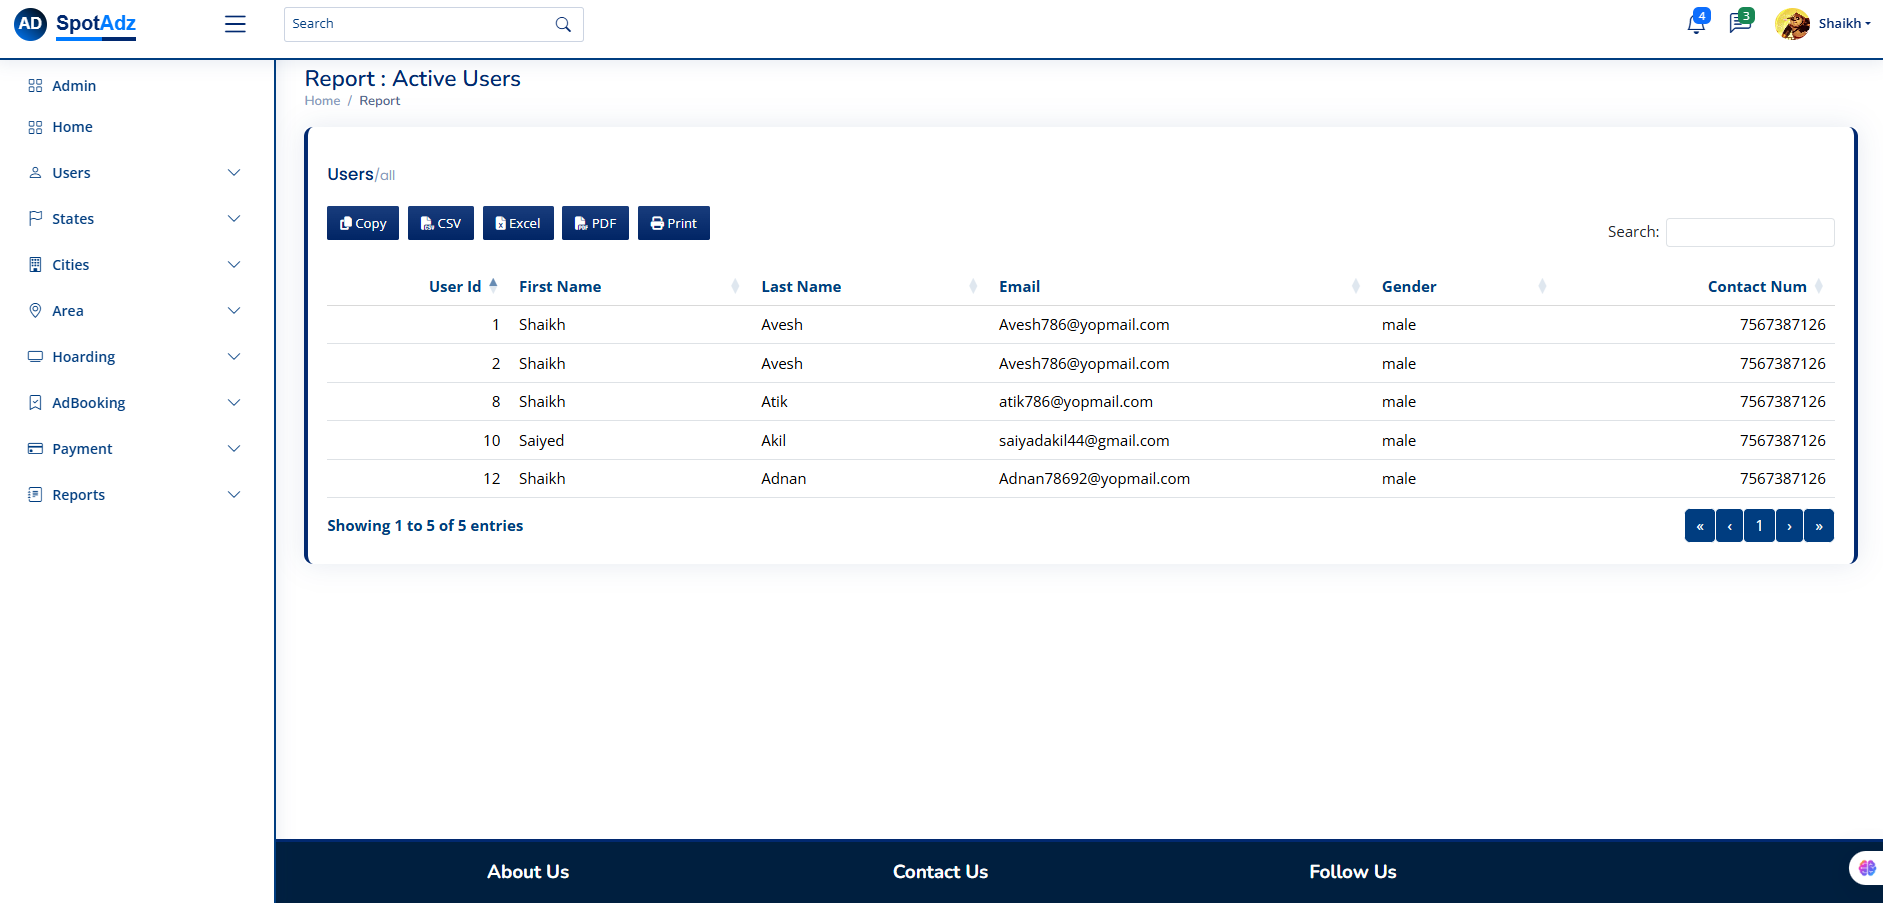 AD SpotAdz
Search
4
3
Shaikh
Admin
Home
Users
States
Cities
Area
Hoarding
AdBooking
Payment
Reports
Report : Active Users
Home / Report
Users/all
Copy CSV Excel PDF Print
Search:
User Id First Name Last Name Email Gender Contact Num
1 Shaikh Avesh Avesh786@yopmail.com male 7567387126
2 Shaikh Avesh Avesh786@yopmail.com male 7567387126
8 Shaikh Atik atik786@yopmail.com male 7567387126
10 Saiyed Akil saiyadakil44@gmail.com male 7567387126
12 Shaikh Adnan Adnan78692@yopmail.com male 7567387126
Showing 1 to 5 of 5 entries
« ‹ 1 › »
About Us Contact Us Follow Us